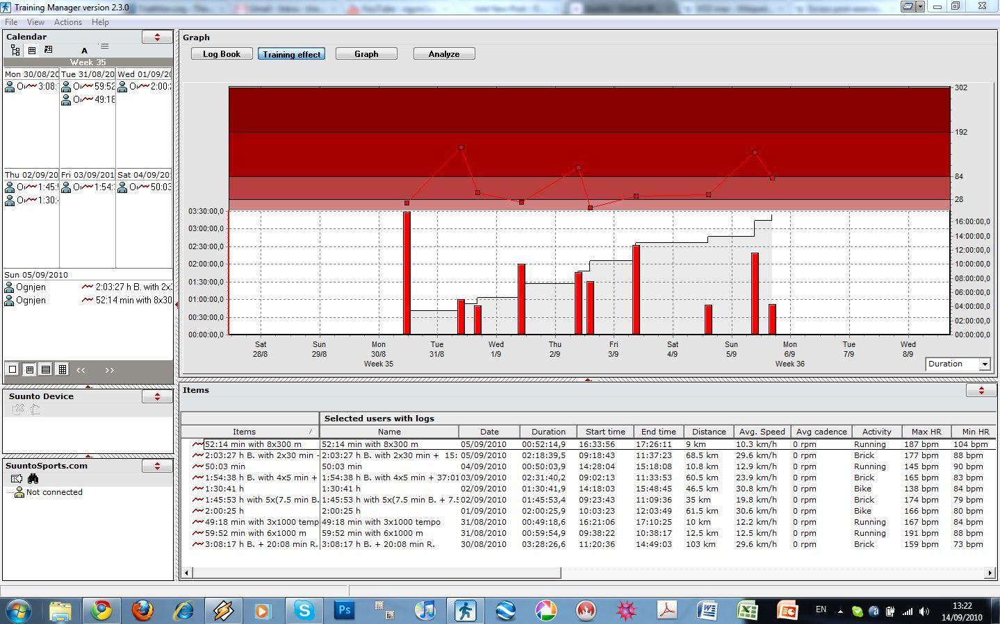 Training Manager version 2.3.0
File View Actions Help
Calendar
A
Week 35
Mon 30/08/20 Tue 31/08/20 Wed 01/09/20
3:08: 59:52 2:00:
49:18
Thu 02/09/20 Fri 03/09/201 Sat 04/09/20
1:45: 1:54: 50:03
1:30:
Sun 05/09/2010
Ognjen 2:03:27 h B. with 2x
Ognjen 52:14 min with 8x30
<< >>
Suunto Device
SuuntoSports.com
Not connected
Graph
Log Book Training effect Graph Analyze
302
192
84
28
03:30:00,0
03:00:00,0 16:00:00,0
14:00:00,0
02:30:00,0 12:00:00,0
02:00:00,0 10:00:00,0
01:30:00,0 08:00:00,0
06:00:00,0
01:00:00,0 04:00:00,0
00:30:00,0 02:00:00,0
00:00:00,0 00:00:00,0
Sat Sun Mon Tue Wed Thu Fri Sat Sun Mon Tue Wed
28/8 29/8 30/8 31/8 1/9 2/9 3/9 4/9 5/9 6/9 7/9 8/9
Week 35 Week 36
Duration
Items
Selected users with logs
Items Name Date Duration Start time End time Distance Avg. Speed Avg cadence Activity Max HR Min HR
52:14 min with 8x300 m 52:14 min with 8x300 m 05/09/2010 00:52:14,9 16:33:56 17:26:11 9 km 10.3 km/h 0 rpm Running 187 bpm 104 bpm
2:03:27 h B. with 2x30 min - 2:03:27 h B. with 2x30 min + 15: 05/09/2010 02:18:39,5 09:18:43 11:37:23 68.5 km 29.6 km/h 0 rpm Brick 177 bpm 88 bpm
50:03 min 50:03 min 04/09/2010 00:50:03,2 14:28:04 15:18:08 10.8 km 12.9 km/h 0 rpm Running 145 bpm 90 bpm
1:54:38 h B. with 4x5 min + 1:54:38 h B. with 4x5 min + 37:01 03/09/2010 02:31:40,2 09:02:13 11:33:53 60.5 km 23.9 km/h 0 rpm Brick 165 bpm 83 bpm
1:30:41 h 1:30:41 h 02/09/2010 01:30:41,9 14:18:03 15:48:45 46.5 km 30.8 km/h 0 rpm Bike 138 bpm 84 bpm
1:45:53 h with 5x(7.5 min B. 1:45:53 h with 5x(7.5 min B. + 7.5 02/09/2010 01:45:53,4 09:23:43 11:09:36 35 km 19.8 km/h 0 rpm Brick 174 bpm 79 bpm
2:00:25 h 2:00:25 h 01/09/2010 02:00:25,9 10:03:23 12:03:49 61.5 km 30.6 km/h 0 rpm Bike 166 bpm 80 bpm
49:18 min with 3x1000 temp 49:18 min with 3x1000 tempo 31/08/2010 00:49:18,6 16:21:06 17:10:25 10 km 12.2 km/h 0 rpm Running 167 bpm 84 bpm
59:52 min with 6x1000 m 59:52 min with 6x1000 m 31/08/2010 00:59:54,9 09:38:22 10:38:17 12.5 km 12.5 km/h 0 rpm Running 191 bpm 88 bpm
3:08:17 h B. + 20:08 min R. 3:08:17 h B. + 20:08 min R. 30/08/2010 03:28:26,6 11:20:36 14:49:03 103 km 29.6 km/h 0 rpm Brick 159 bpm 73 bpm
Ps
EN
13:22
14/09/2010